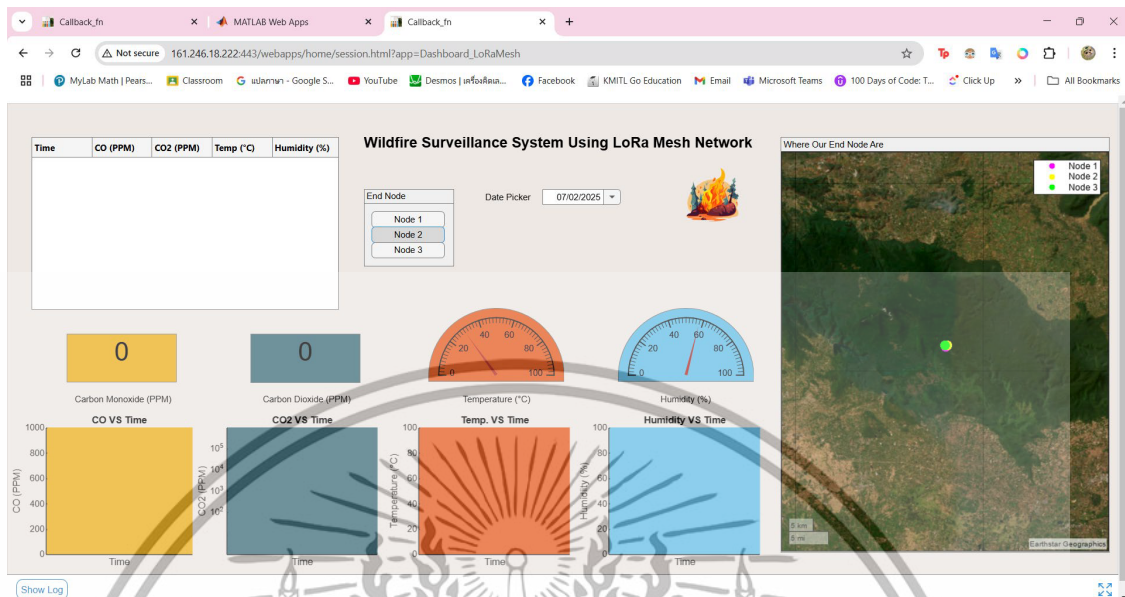 Callback_fn
MATLAB Web Apps
Callback_fn
Not secure 161.246.18.222:443/webapps/home/session.html?app=Dashboard_LoRaMesh
MyLab Math | Pears... Classroom แปลภาษา - Google S... YouTube Desmos | เครื่องคิดเล... Facebook KMITL Go Education Email Microsoft Teams 100 Days of Code: T... Click Up » All Bookmarks
Wildfire Surveillance System Using LoRa Mesh Network
Time CO (PPM) CO2 (PPM) Temp (°C) Humidity (%)
End Node
Node 1
Node 2
Node 3
Date Picker 07/02/2025
Where Our End Node Are
Node 1
Node 2
Node 3
0
Carbon Monoxide (PPM)
0
Carbon Dioxide (PPM)
0 20 40 60 80 100
Temperature (°C)
0 20 40 60 80 100
Humidity (%)
CO VS Time
1000
800
600
400
200
0
CO (PPM)
Time
CO2 VS Time
10⁵
10⁴
10³
10²
CO2 (PPM)
Time
Temp. VS Time
100
80
60
40
20
0
Temperature (°C)
Time
Humidity VS Time
100
80
60
40
20
0
Humidity (%)
Time
5 km
5 mi
Earthstar Geographics
Show Log